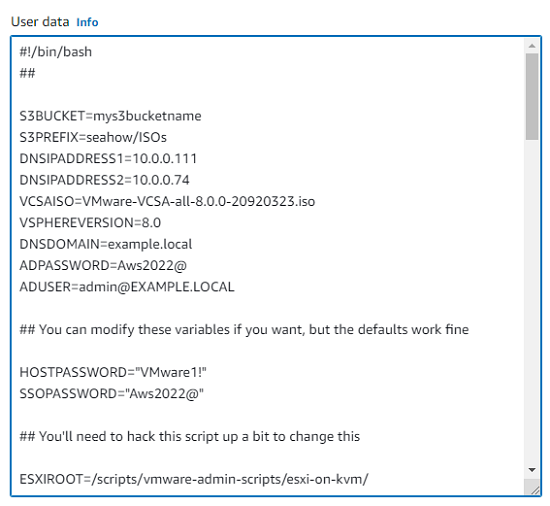 User data Info
#!/bin/bash
##
S3BUCKET=mys3bucketname
S3PREFIX=seahow/ISOs
DNSIPADDRESS1=10.0.0.111
DNSIPADDRESS2=10.0.0.74
VCSAISO=VMware-VCSA-all-8.0.0-20920323.iso
VSPHEREVERSION=8.0
DNSDOMAIN=example.local
ADPASSWORD=Aws2022@
ADUSER=admin@EXAMPLE.LOCAL
## You can modify these variables if you want, but the defaults work fine
HOSTPASSWORD="VMware1!"
SSOPASSWORD="Aws2022@"
## You'll need to hack this script up a bit to change this
ESXIROOT=/scripts/vmware-admin-scripts/esxi-on-kvm/